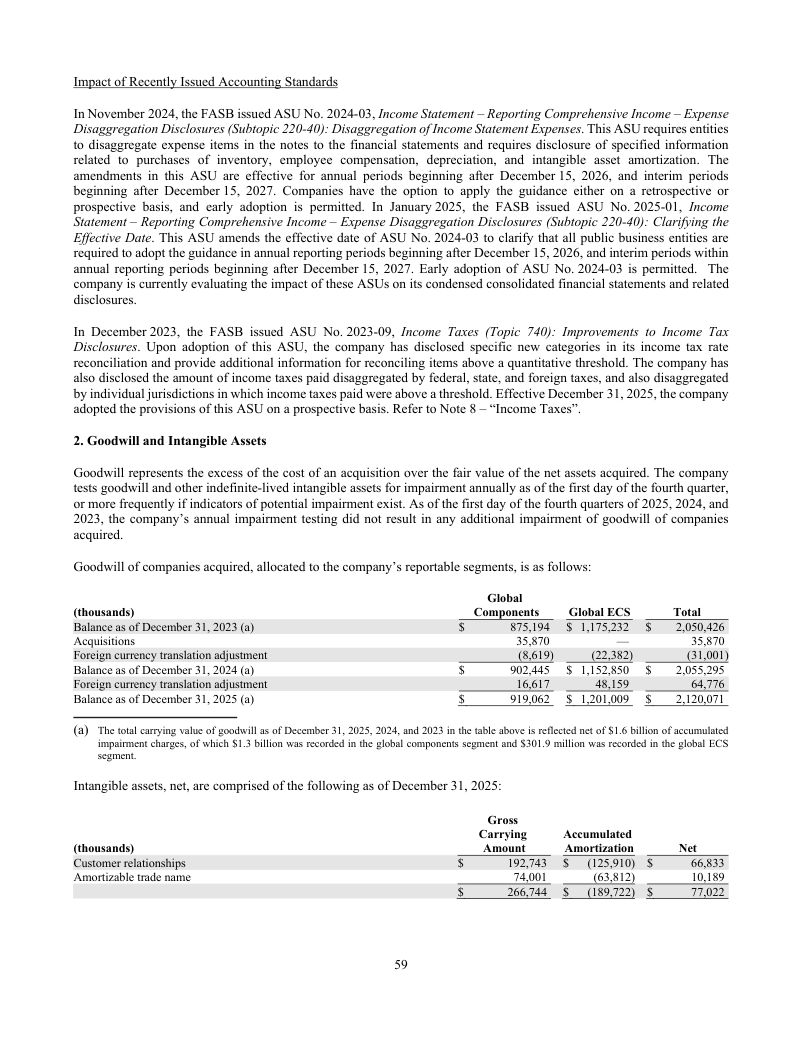 Impact of Recently Issued Accounting Standards
In November 2024, the FASB issued ASU No. 2024-03, Income Statement – Reporting Comprehensive Income – Expense
Disaggregation Disclosures (Subtopic 220-40): Disaggregation of Income Statement Expenses. This ASU requires entities
to disaggregate expense items in the notes to the financial statements and requires disclosure of specified information
related to purchases of inventory, employee compensation, depreciation, and intangible asset amortization. The
amendments in this ASU are effective for annual periods beginning after December 15, 2026, and interim periods
beginning after December 15, 2027. Companies have the option to apply the guidance either on a retrospective or
prospective basis, and early adoption is permitted. In January 2025, the FASB issued ASU No. 2025-01, Income
Statement – Reporting Comprehensive Income – Expense Disaggregation Disclosures (Subtopic 220-40): Clarifying the
Effective Date. This ASU amends the effective date of ASU No. 2024-03 to clarify that all public business entities are
required to adopt the guidance in annual reporting periods beginning after December 15, 2026, and interim periods within
annual reporting periods beginning after December 15, 2027. Early adoption of ASU No. 2024-03 is permitted. The
company is currently evaluating the impact of these ASUs on its condensed consolidated financial statements and related
disclosures.
In December 2023, the FASB issued ASU No. 2023-09, Income Taxes (Topic 740): Improvements to Income Tax
Disclosures. Upon adoption of this ASU, the company has disclosed specific new categories in its income tax rate
reconciliation and provide additional information for reconciling items above a quantitative threshold. The company has
also disclosed the amount of income taxes paid disaggregated by federal, state, and foreign taxes, and also disaggregated
by individual jurisdictions in which income taxes paid were above a threshold. Effective December 31, 2025, the company
adopted the provisions of this ASU on a prospective basis. Refer to Note 8 – “Income Taxes”.
2. Goodwill and Intangible Assets
Goodwill represents the excess of the cost of an acquisition over the fair value of the net assets acquired. The company
tests goodwill and other indefinite-lived intangible assets for impairment annually as of the first day of the fourth quarter,
or more frequently if indicators of potential impairment exist. As of the first day of the fourth quarters of 2025, 2024, and
2023, the company’s annual impairment testing did not result in any additional impairment of goodwill of companies
acquired.
Goodwill of companies acquired, allocated to the company’s reportable segments, is as follows:
Global
(thousands) Components Global ECS Total
Balance as of December 31, 2023 (a) $ 875,194 $ 1,175,232 $ 2,050,426
Acquisitions 35,870 — 35,870
Foreign currency translation adjustment (8,619) (22,382) (31,001)
Balance as of December 31, 2024 (a) $ 902,445 $ 1,152,850 $ 2,055,295
Foreign currency translation adjustment 16,617 48,159 64,776
Balance as of December 31, 2025 (a) $ 919,062 $ 1,201,009 $ 2,120,071
(a) The total carrying value of goodwill as of December 31, 2025, 2024, and 2023 in the table above is reflected net of $1.6 billion of accumulated
impairment charges, of which $1.3 billion was recorded in the global components segment and $301.9 million was recorded in the global ECS
segment.
Intangible assets, net, are comprised of the following as of December 31, 2025:
Gross
Carrying Accumulated
(thousands) Amount Amortization Net
Customer relationships $ 192,743 $ (125,910) $ 66,833
Amortizable trade name 74,001 (63,812) 10,189
$ 266,744 $ (189,722) $ 77,022
59